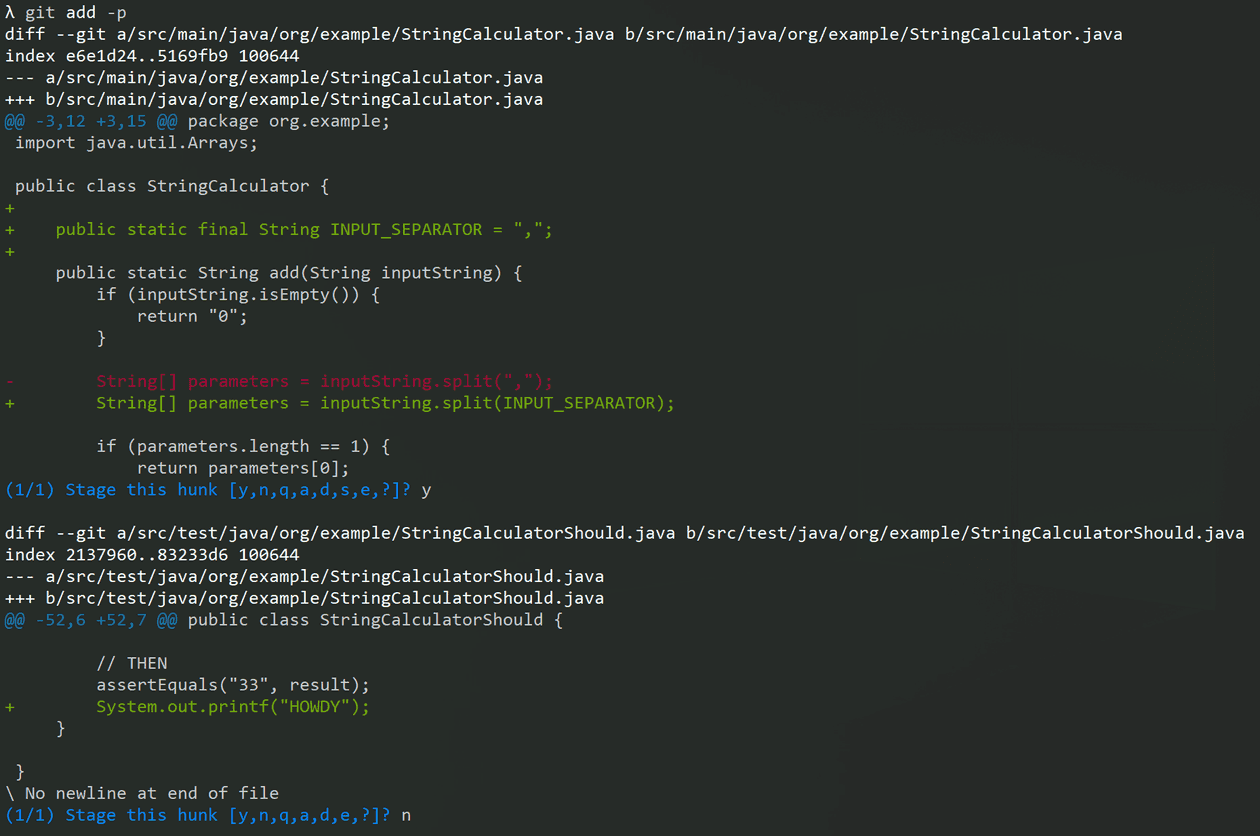 λ git add -p
diff --git a/src/main/java/org/example/StringCalculator.java b/src/main/java/org/example/StringCalculator.java
index e6e1d24..5169fb9 100644
--- a/src/main/java/org/example/StringCalculator.java
+++ b/src/main/java/org/example/StringCalculator.java
@@ -3,12 +3,15 @@ package org.example;
 import java.util.Arrays;

 public class StringCalculator {
+
+    public static final String INPUT_SEPARATOR = ",";
+
     public static String add(String inputString) {
         if (inputString.isEmpty()) {
             return "0";
         }

-        String[] parameters = inputString.split(",");
+        String[] parameters = inputString.split(INPUT_SEPARATOR);

         if (parameters.length == 1) {
             return parameters[0];
(1/1) Stage this hunk [y,n,q,a,d,s,e,?]? y

diff --git a/src/test/java/org/example/StringCalculatorShould.java b/src/test/java/org/example/StringCalculatorShould.java
index 2137960..83233d6 100644
--- a/src/test/java/org/example/StringCalculatorShould.java
+++ b/src/test/java/org/example/StringCalculatorShould.java
@@ -52,6 +52,7 @@ public class StringCalculatorShould {

         // THEN
         assertEquals("33", result);
+        System.out.printf("HOWDY");
     }

 }
\ No newline at end of file
(1/1) Stage this hunk [y,n,q,a,d,e,?]? n